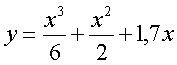 y = x³/6 + x²/2 + 1,7x